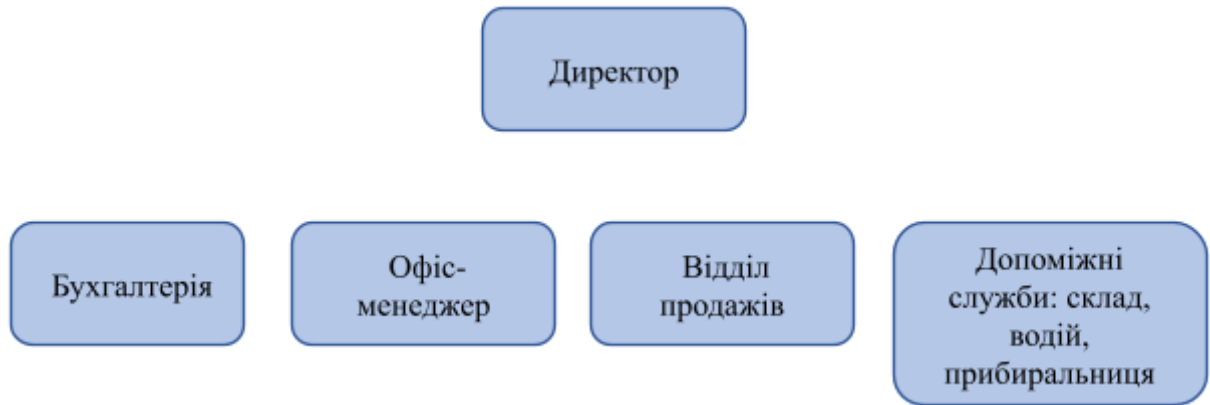 Директор
Бухгалтерія
Офіс-
менеджер
Відділ
продажів
Допоміжні
служби: склад,
водій,
прибиральниця